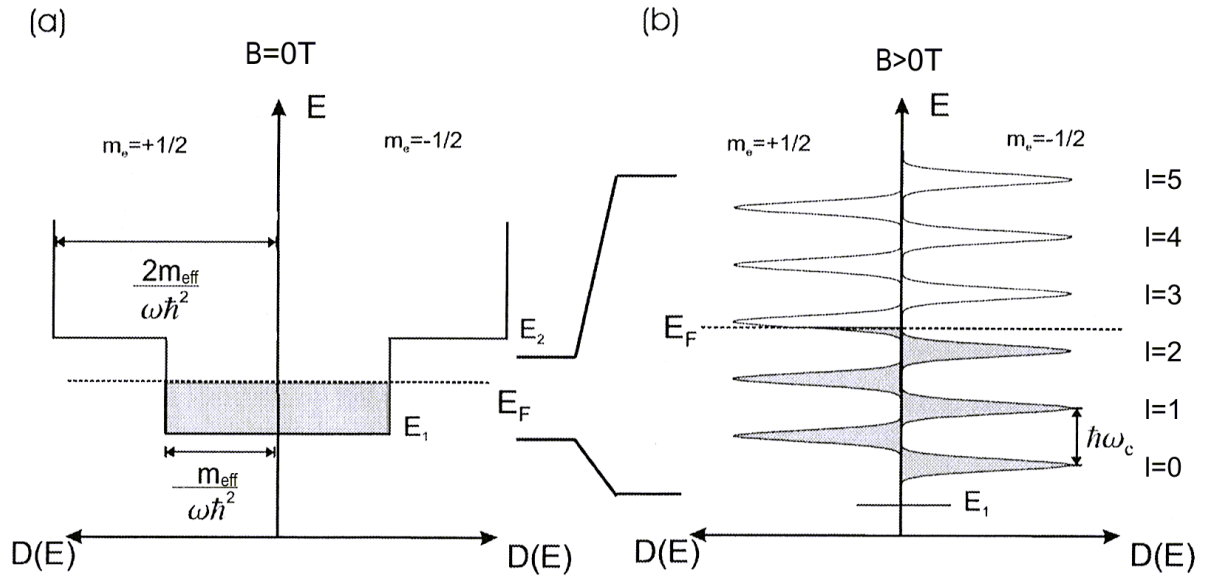 (a)
B=0T
E
mₑ=+1/2
mₑ=-1/2
2m_eff
ωħ²
E₂
E_F
E₁
m_eff
ωħ²
D(E)
D(E)
(b)
B>0T
E
mₑ=+1/2
mₑ=-1/2
l=5
l=4
l=3
E_F
l=2
l=1
ħω_c
l=0
E₁
D(E)
D(E)